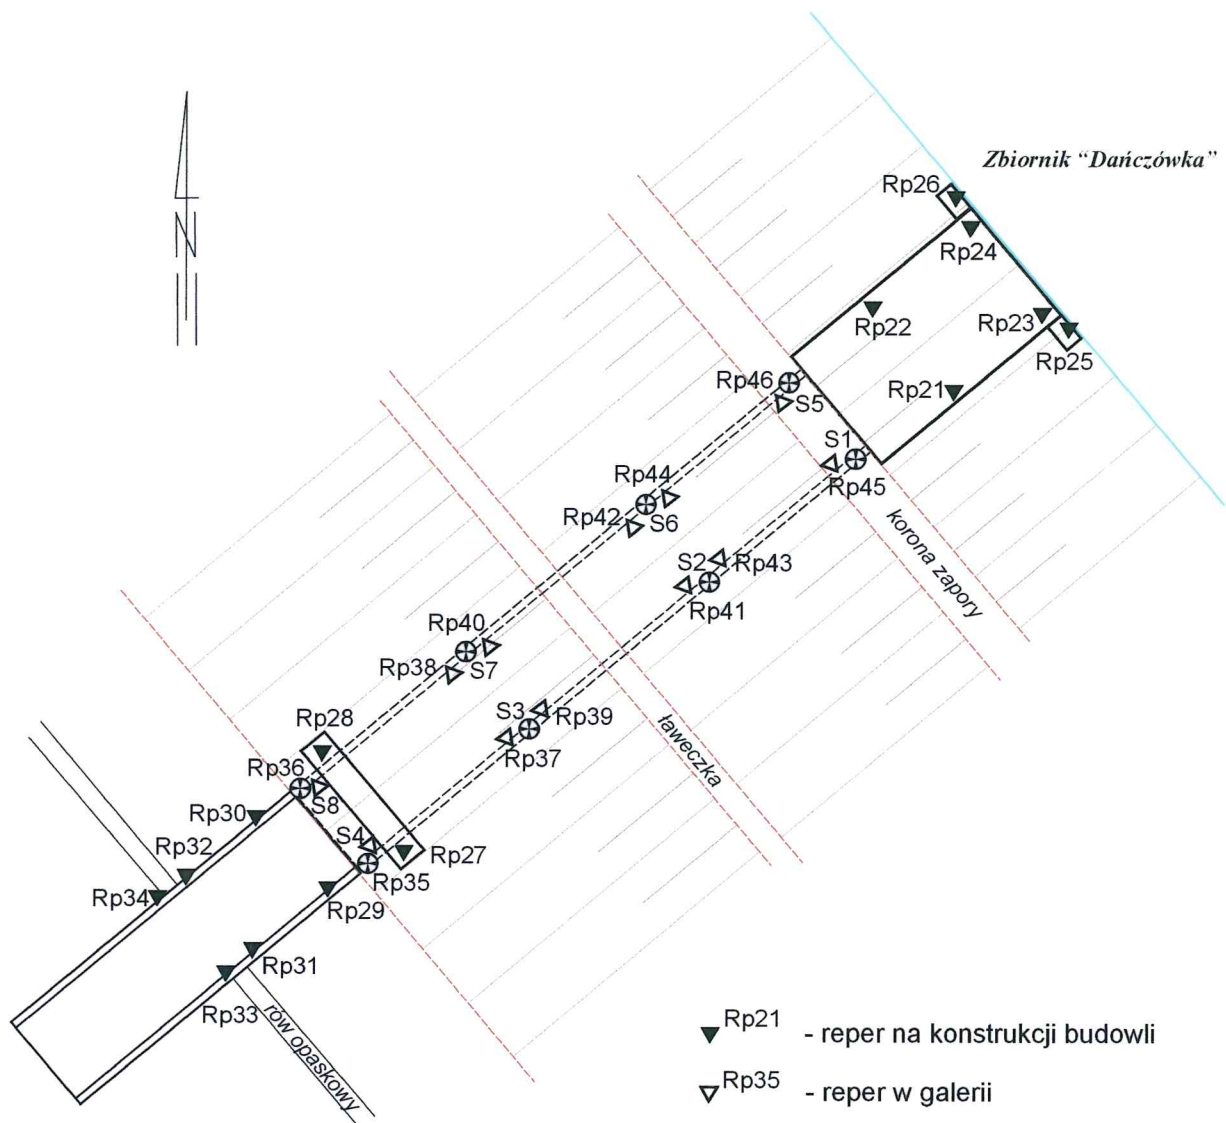 Zbiornik "Dańczówka"
Rp26
Rp24
Rp22
Rp23
Rp25
Rp21
Rp46
S5
S1
Rp45
korona zapory
Rp44
Rp42
S6
S2
Rp43
Rp41
Rp40
Rp38
S7
S3
Rp39
Rp37
ławeczka
Rp28
Rp36
S8
Rp30
S4
Rp27
Rp35
Rp32
Rp34
Rp29
Rp31
Rp33
rów opaskowy
N
Rp21 - reper na konstrukcji budowli
Rp35 - reper w galerii